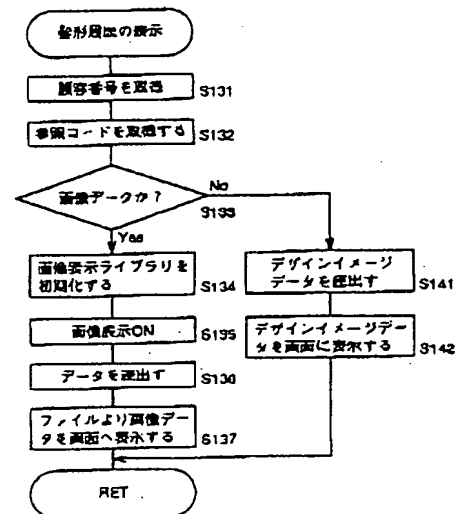 整形履歴の表示
顧客番号を取得
S131
参照コードを取得する
S132
画像データか？
No
S133
Yes
画像表示ライブラリを
初期化する
S134
画像表示ON
S135
データを読出す
S136
ファイルより画像デー
タを画面へ表示する
S137
デザインイメージ
データを読出す
S141
デザインイメージデー
タを画面に表示する
S142
RET